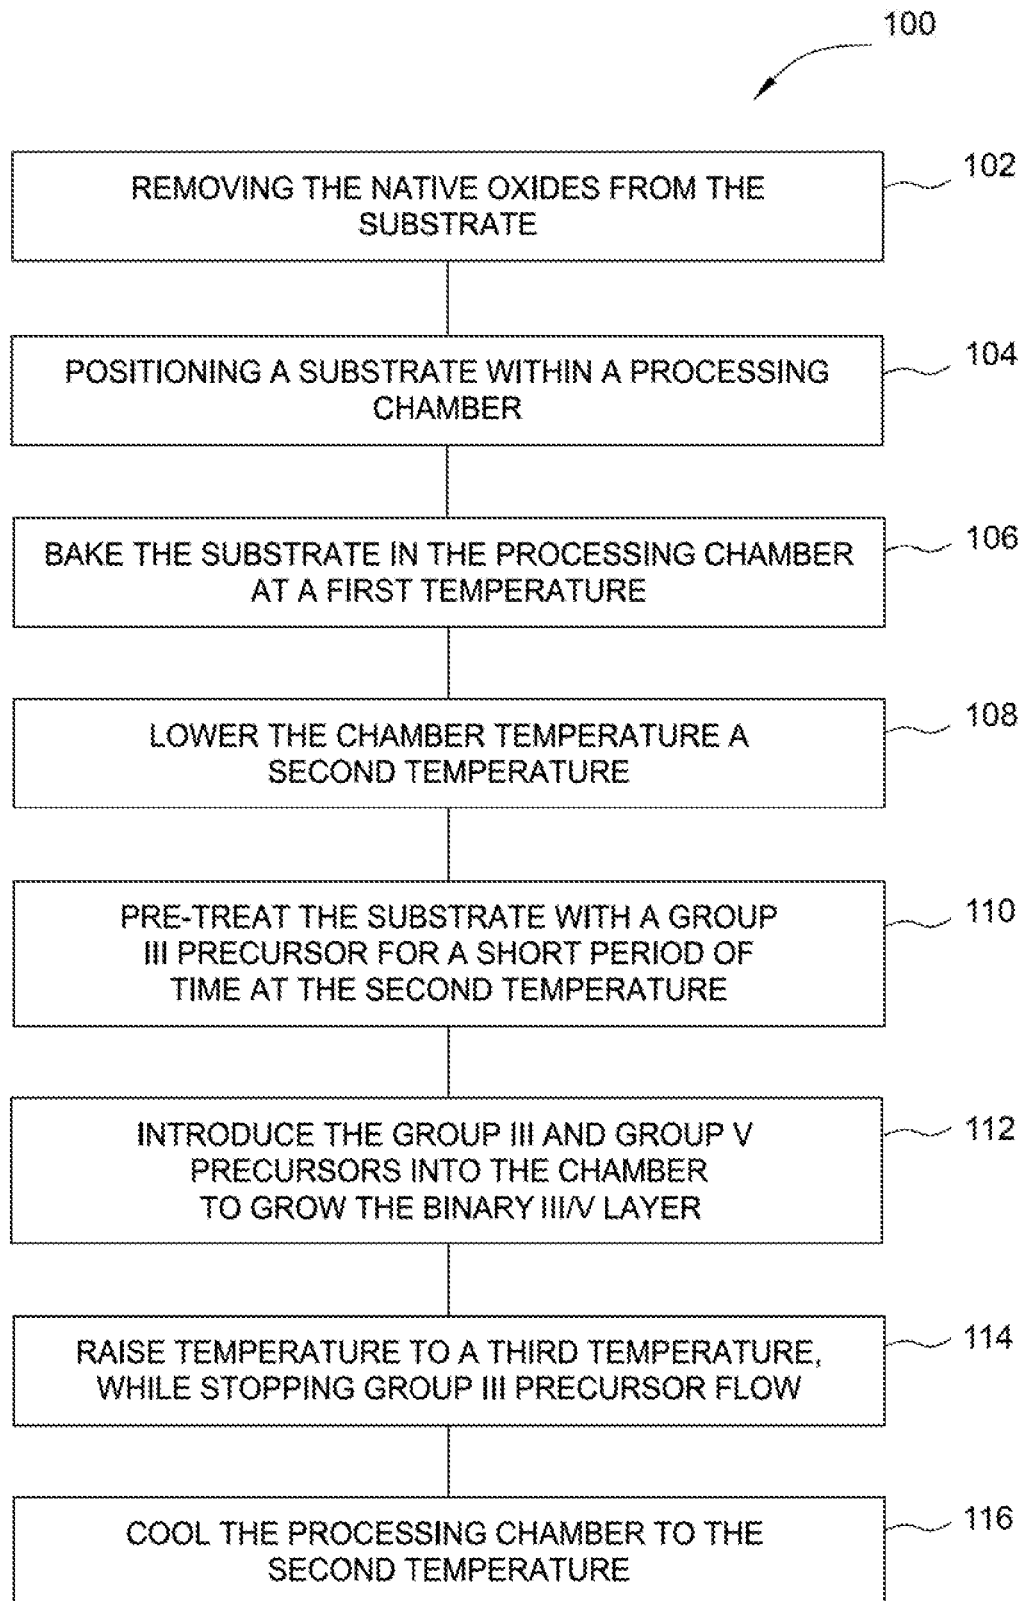 100
REMOVING THE NATIVE OXIDES FROM THE
SUBSTRATE
102
POSITIONING A SUBSTRATE WITHIN A PROCESSING
CHAMBER
104
BAKE THE SUBSTRATE IN THE PROCESSING CHAMBER
AT A FIRST TEMPERATURE
106
LOWER THE CHAMBER TEMPERATURE A
SECOND TEMPERATURE
108
PRE-TREAT THE SUBSTRATE WITH A GROUP
III PRECURSOR FOR A SHORT PERIOD OF
TIME AT THE SECOND TEMPERATURE
110
INTRODUCE THE GROUP III AND GROUP V
PRECURSORS INTO THE CHAMBER
TO GROW THE BINARY III/V LAYER
112
RAISE TEMPERATURE TO A THIRD TEMPERATURE,
WHILE STOPPING GROUP III PRECURSOR FLOW
114
COOL THE PROCESSING CHAMBER TO THE
SECOND TEMPERATURE
116